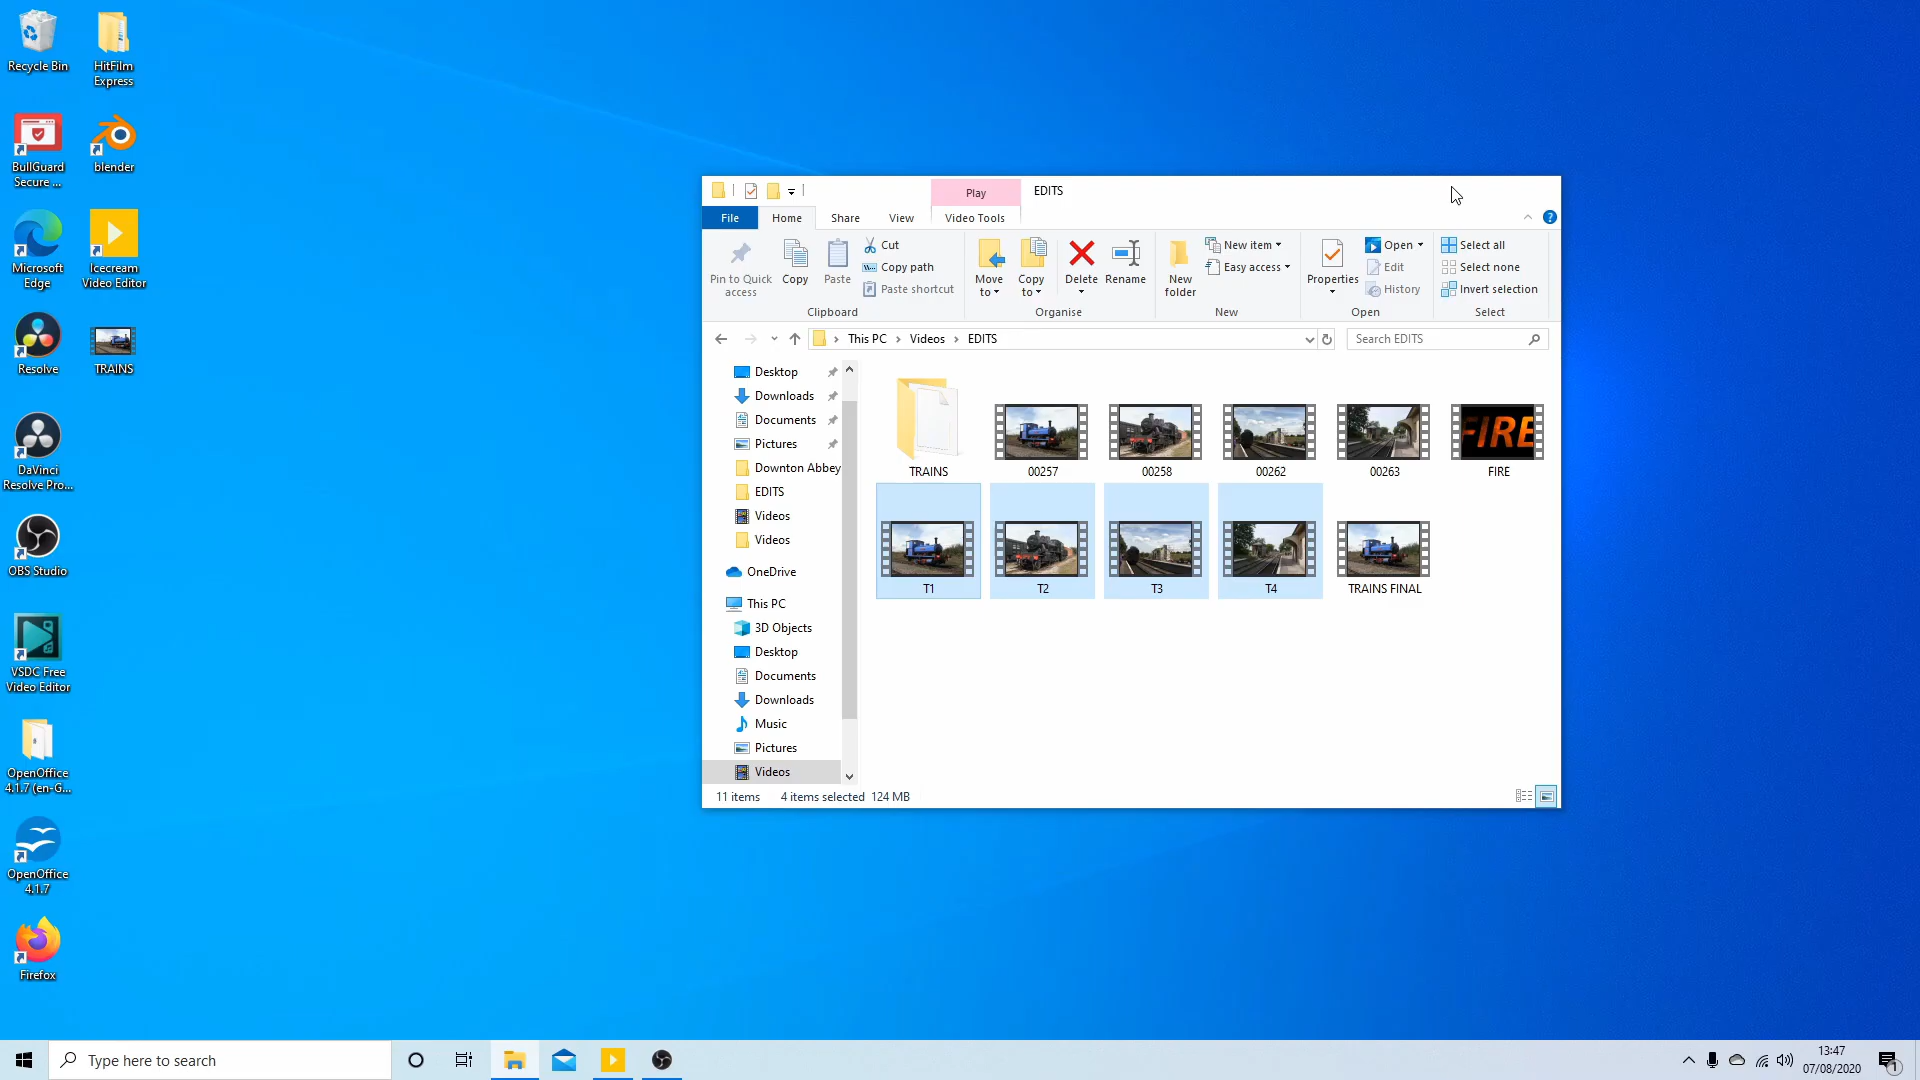 Recycle Bin
HitFilm
Express
BullGuard
Secure ...
blender
Microsoft
Edge
Icecream
Video Editor
Resolve
TRAINS
DaVinci
Resolve Pro...
OBS Studio
VSDC Free
Video Editor
OpenOffice
4.1.7 (en-G...
OpenOffice
4.1.7
Firefox
Play
EDITS
File
Home
Share
View
Video Tools
Pin to Quick
access
Copy
Paste
Cut
Copy path
Paste shortcut
Clipboard
Move
to
Copy
to
Delete
Rename
Organise
New
folder
New item
Easy access
New
Properties
Open
Edit
History
Open
Select all
Select none
Invert selection
Select
This PC > Videos > EDITS
Search EDITS
Desktop
Downloads
Documents
Pictures
Downton Abbey
EDITS
Videos
Videos
OneDrive
This PC
3D Objects
Desktop
Documents
Downloads
Music
Pictures
Videos
TRAINS
00257
00258
00262
00263
FIRE
FIRE
T1
T2
T3
T4
TRAINS FINAL
11 items
4 items selected 124 MB
Type here to search
13:47
07/08/2020
1